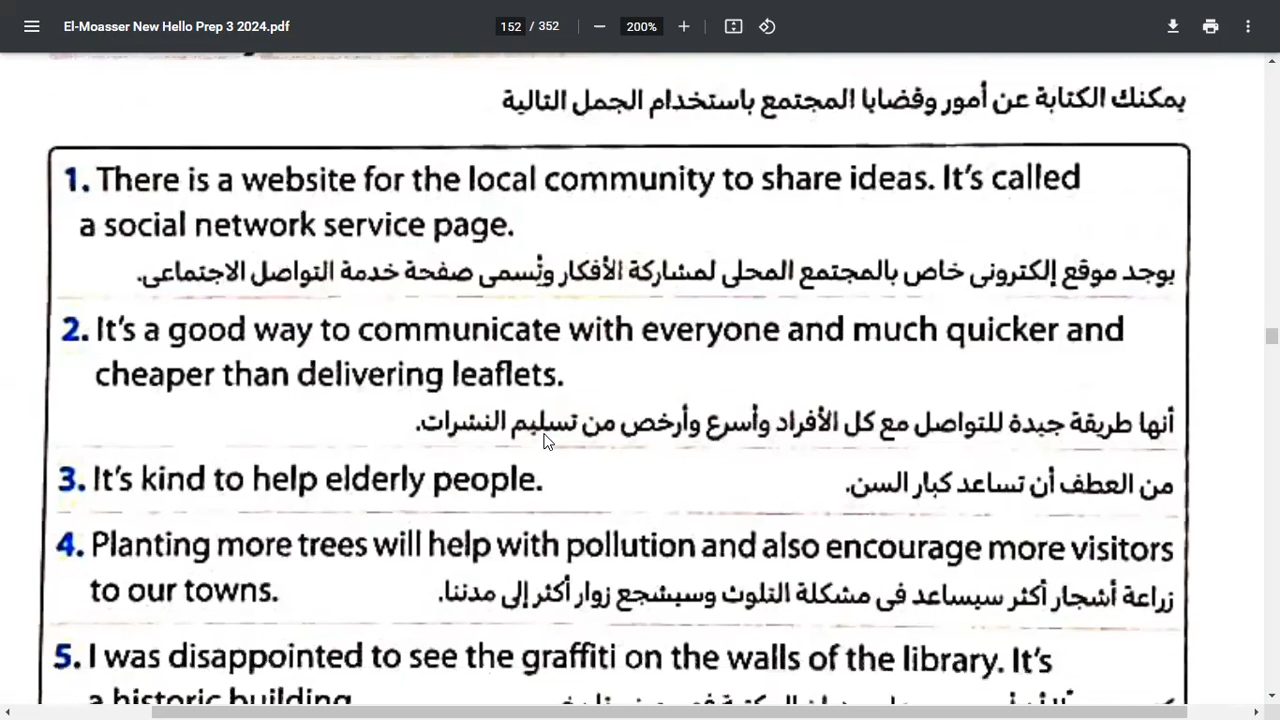 El-Moasser New Hello Prep 3 2024.pdf
152 / 352
200%
يمكنك الكتابة عن أمور وقضايا المجتمع باستخدام الجمل التالية
1. There is a website for the local community to share ideas. It's called
a social network service page.
يوجد موقع إلكترونى خاص بالمجتمع المحلى لمشاركة الأفكار وتُسمى صفحة خدمة التواصل الاجتماعى.
2. It's a good way to communicate with everyone and much quicker and
cheaper than delivering leaflets.
أنها طريقة جيدة للتواصل مع كل الأفراد وأسرع وأرخص من تسليم النشرات.
3. It's kind to help elderly people. من العطف أن تساعد كبار السن.
4. Planting more trees will help with pollution and also encourage more visitors
to our towns. زراعة أشجار أكثر سيساعد فى مشكلة التلوث وسيشجع زوار أكثر إلى مدننا.
5. I was disappointed to see the graffiti on the walls of the library. It's
a historic building.